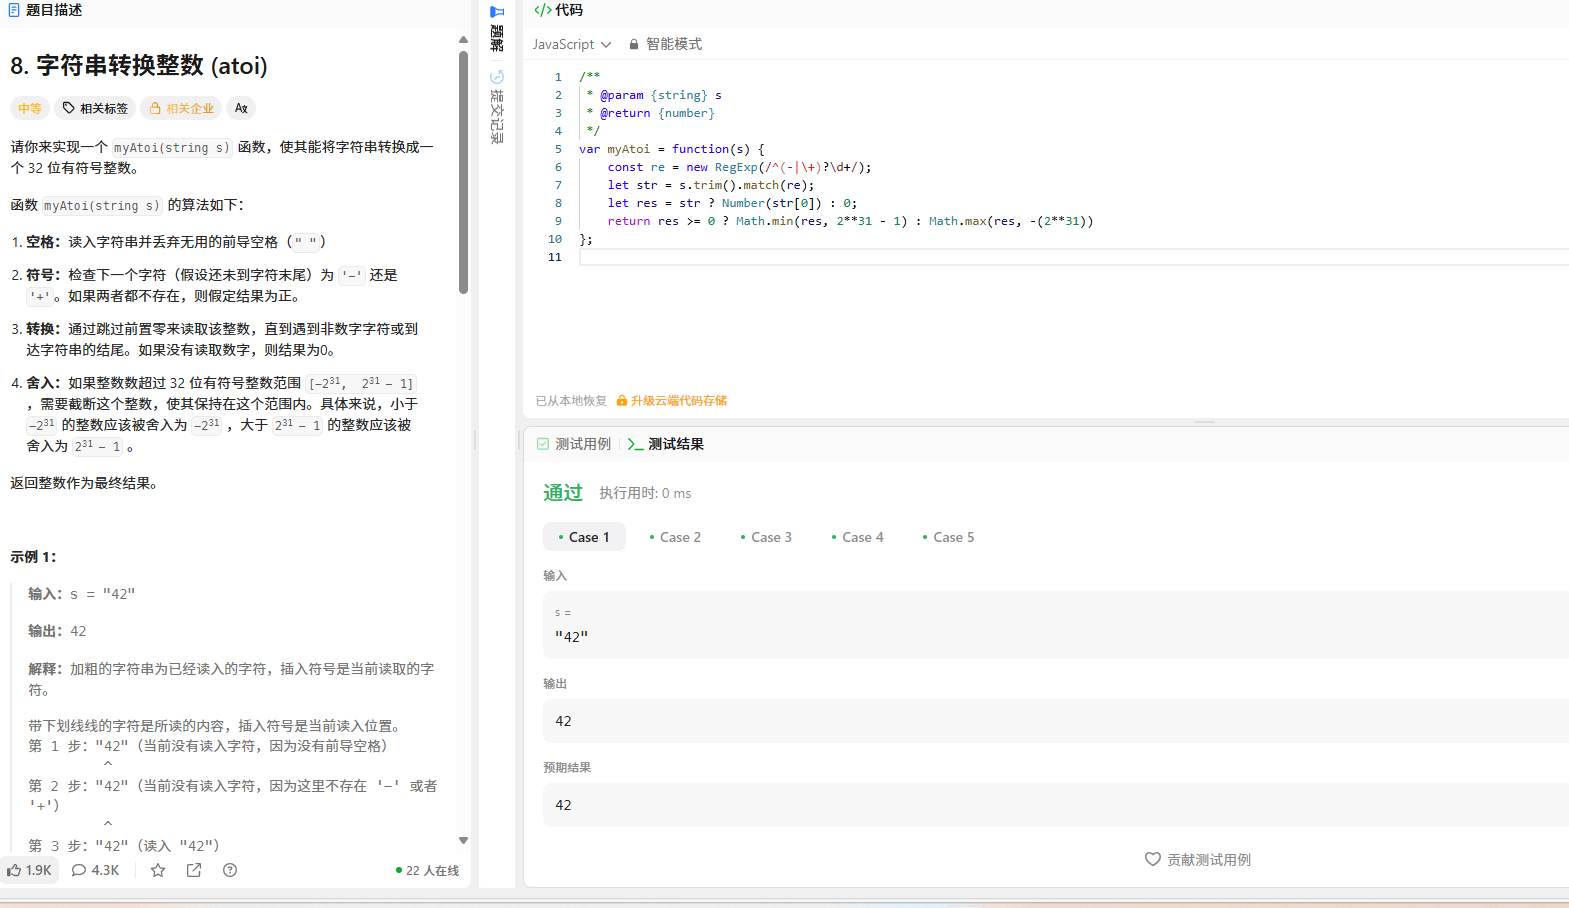 题目描述
8. 字符串转换整数 (atoi)
中等 相关标签 相关企业 Aあ
请你来实现一个 myAtoi(string s) 函数，使其能将字符串转换成一
个 32 位有符号整数。
函数 myAtoi(string s) 的算法如下：
1. 空格：读入字符串并丢弃无用的前导空格（" "）
2. 符号：检查下一个字符（假设还未到字符末尾）为 '-' 还是
'+'。如果两者都不存在，则假定结果为正。
3. 转换：通过跳过前置零来读取该整数，直到遇到非数字字符或到
达字符串的结尾。如果没有读取数字，则结果为0。
4. 舍入：如果整数数超过 32 位有符号整数范围 [−2³¹,  2³¹ − 1]
，需要截断这个整数，使其保持在这个范围内。具体来说，小于
−2³¹ 的整数应该被舍入为 −2³¹ ，大于 2³¹ − 1 的整数应该被
舍入为 2³¹ − 1 。
返回整数作为最终结果。
示例 1：
输入：s = "42"
输出：42
解释：加粗的字符串为已经读入的字符，插入符号是当前读取的字
符。
带下划线线的字符是所读的内容，插入符号是当前读入位置。
第 1 步："42"（当前没有读入字符，因为没有前导空格）
^
第 2 步："42"（当前没有读入字符，因为这里不存在 '-' 或者
'+'）
^
第 3 步："42"（读入 "42"）
1.9K 4.3K 22 人在线
题解
提交记录
</> 代码
JavaScript 智能模式
1 /**
2 * @param {string} s
3 * @return {number}
4 */
5 var myAtoi = function(s) {
6 const re = new RegExp(/^(-|\+)?\d+/);
7 let str = s.trim().match(re);
8 let res = str ? Number(str[0]) : 0;
9 return res >= 0 ? Math.min(res, 2**31 - 1) : Math.max(res, -(2**31))
10 };
11
已从本地恢复 升级云端代码存储
测试用例 >_ 测试结果
通过 执行用时: 0 ms
• Case 1 • Case 2 • Case 3 • Case 4 • Case 5
输入
s =
"42"
输出
42
预期结果
42
贡献测试用例